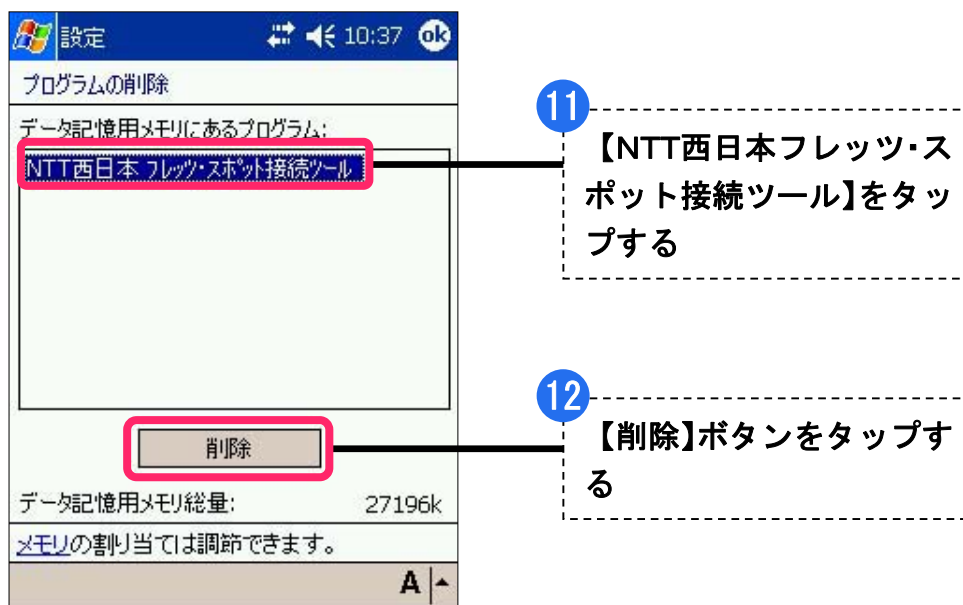 設定 10:37 ok
プログラムの削除
データ記憶用メモリにあるプログラム:
NTT西日本 フレッツ・スポット接続ツール
削除
データ記憶用メモリ総量: 27196k
メモリの割り当ては調節できます。
A
11
【NTT西日本フレッツ・ス
ポット接続ツール】をタッ
プする
12
【削除】ボタンをタップす
る